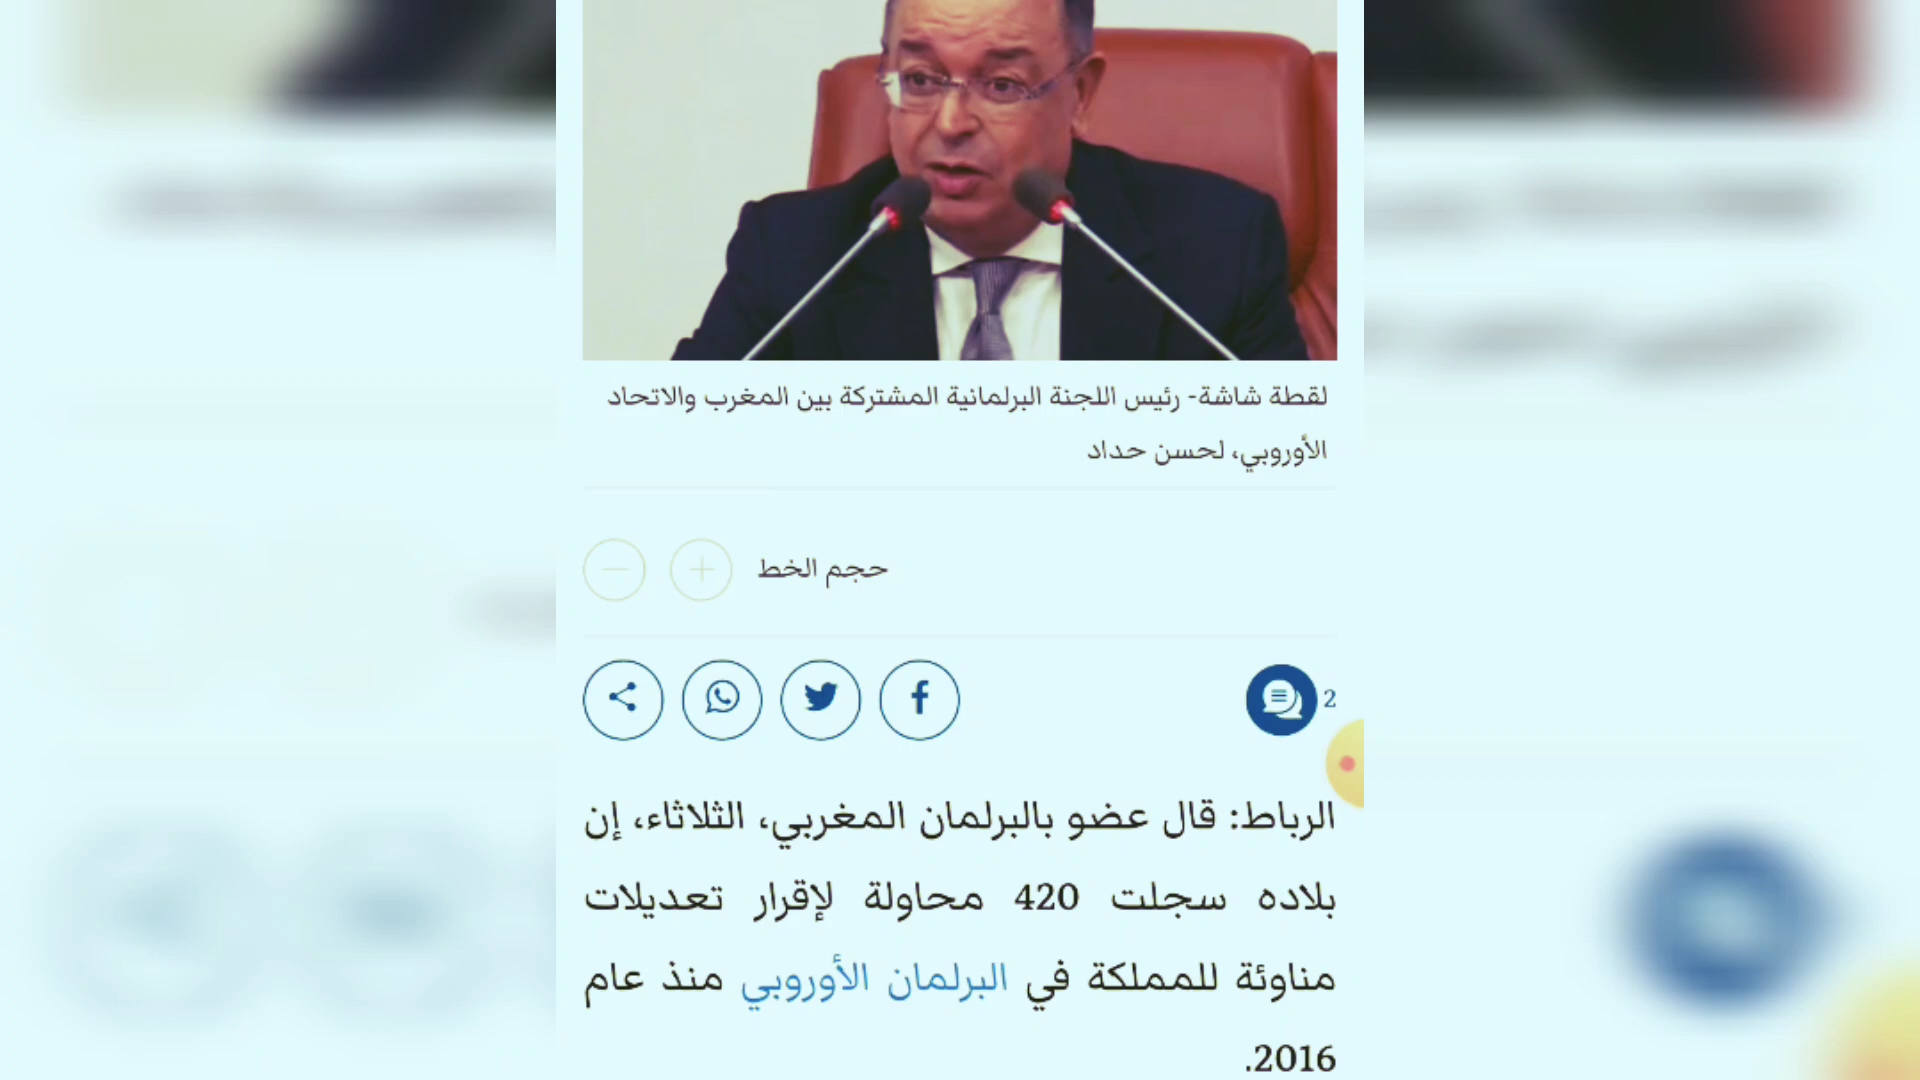 لقطة شاشة- رئيس اللجنة البرلمانية المشتركة بين المغرب والاتحاد
الأوروبي، لحسن حداد
حجم الخط
2
الرباط: قال عضو بالبرلمان المغربي، الثلاثاء، إن
بلاده سجلت 420 محاولة لإقرار تعديلات
مناوئة للمملكة في البرلمان الأوروبي منذ عام
2016.